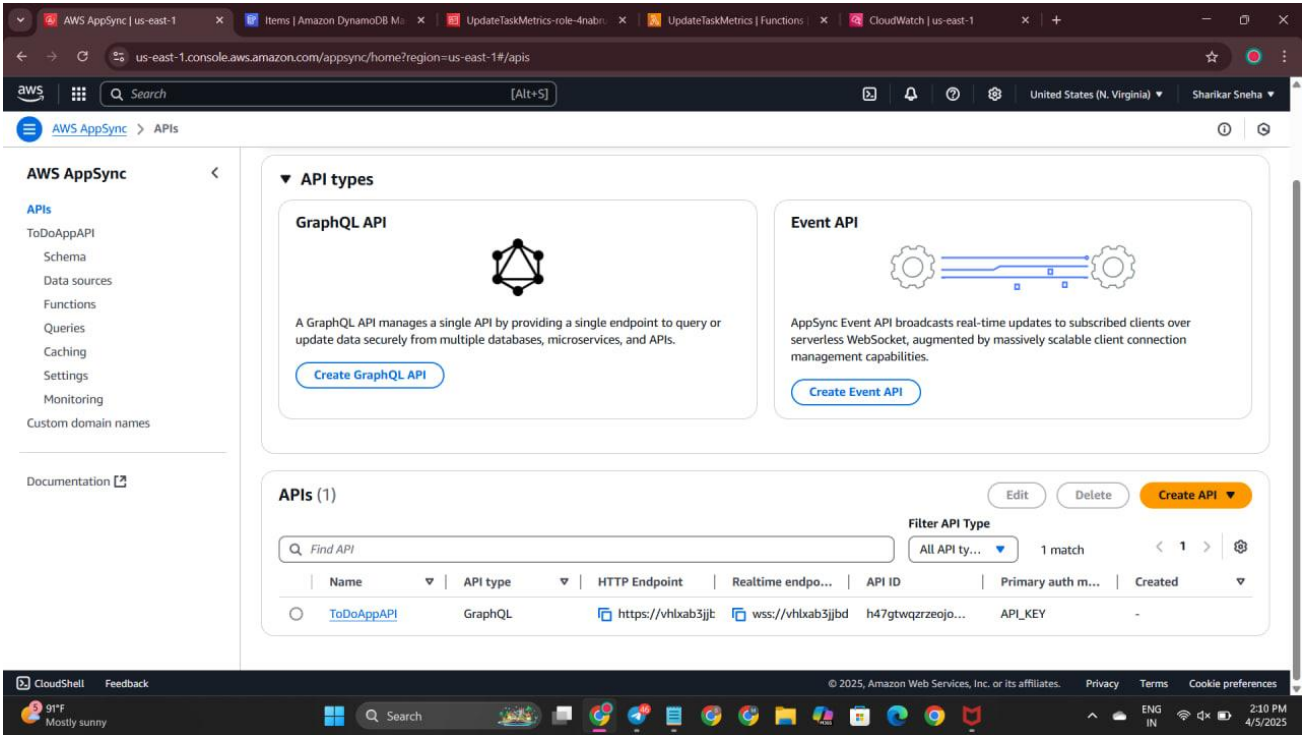 AWS AppSync | us-east-1
Items | Amazon DynamoDB Ma
UpdateTaskMetrics-role-4nabru
UpdateTaskMetrics | Functions
CloudWatch | us-east-1
us-east-1.console.aws.amazon.com/appsync/home?region=us-east-1#/apis
aws
Search
[Alt+S]
United States (N. Virginia)
Sharikar Sneha
AWS AppSync > APIs
AWS AppSync
APIs
ToDoAppAPI
Schema
Data sources
Functions
Queries
Caching
Settings
Monitoring
Custom domain names
Documentation
API types
GraphQL API
A GraphQL API manages a single API by providing a single endpoint to query or
update data securely from multiple databases, microservices, and APIs.
Create GraphQL API
Event API
AppSync Event API broadcasts real-time updates to subscribed clients over
serverless WebSocket, augmented by massively scalable client connection
management capabilities.
Create Event API
APIs (1)
Edit
Delete
Create API
Filter API Type
Find API
All API ty...
1 match
1
Name API type HTTP Endpoint Realtime endpo... API ID Primary auth m... Created
ToDoAppAPI GraphQL https://vhlxab3jjb wss://vhlxab3jjbd h47gtwqzrzeojo... API_KEY -
CloudShell Feedback © 2025, Amazon Web Services, Inc. or its affiliates. Privacy Terms Cookie preferences
5
91°F
Mostly sunny
Search
ENG
IN
2:10 PM
4/5/2025